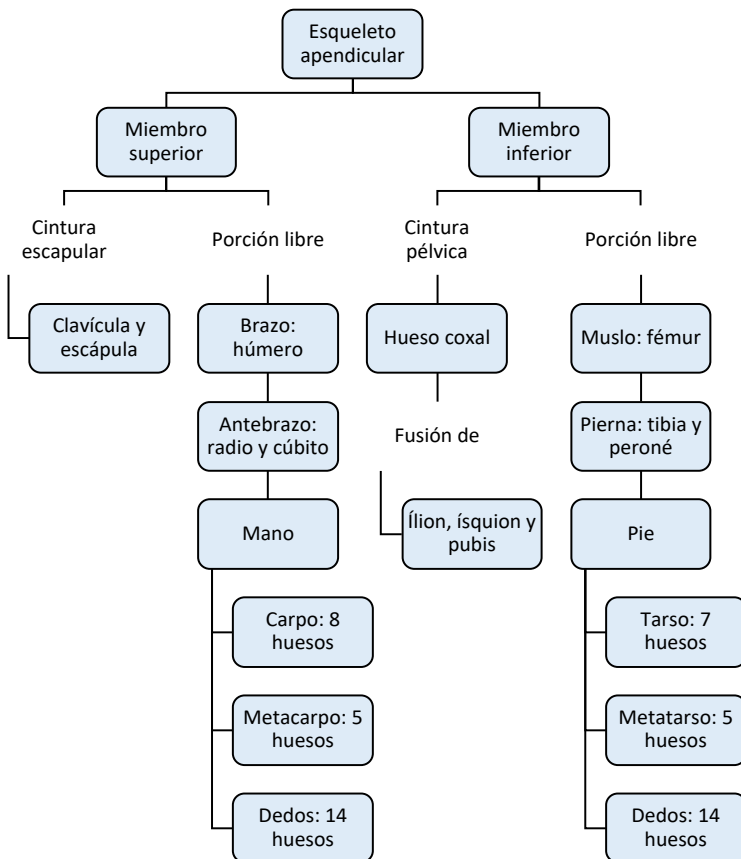 Esqueleto
apendicular
Miembro
superior
Miembro
inferior
Cintura
escapular
Porción libre
Cintura
pélvica
Porción libre
Clavícula y
escápula
Brazo:
húmero
Hueso coxal
Muslo: fémur
Antebrazo:
radio y cúbito
Fusión de
Pierna: tibia y
peroné
Mano
Ílion, ísquion y
pubis
Pie
Carpo: 8
huesos
Tarso: 7
huesos
Metacarpo: 5
huesos
Metatarso: 5
huesos
Dedos: 14
huesos
Dedos: 14
huesos